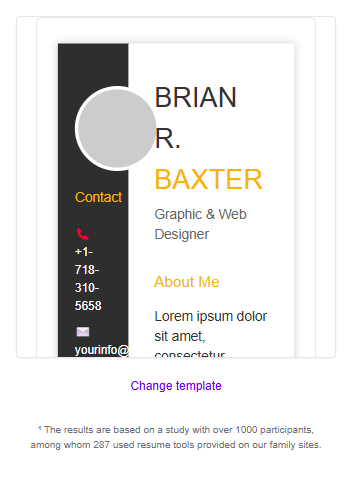 BRIAN
R.
BAXTER
Graphic & Web
Designer
Contact
+1-
718-
310-
5658
yourinfo@
About Me
Lorem ipsum dolor
sit amet,
consectetur
Change template
¹ The results are based on a study with over 1000 participants,
among whom 287 used resume tools provided on our family sites.